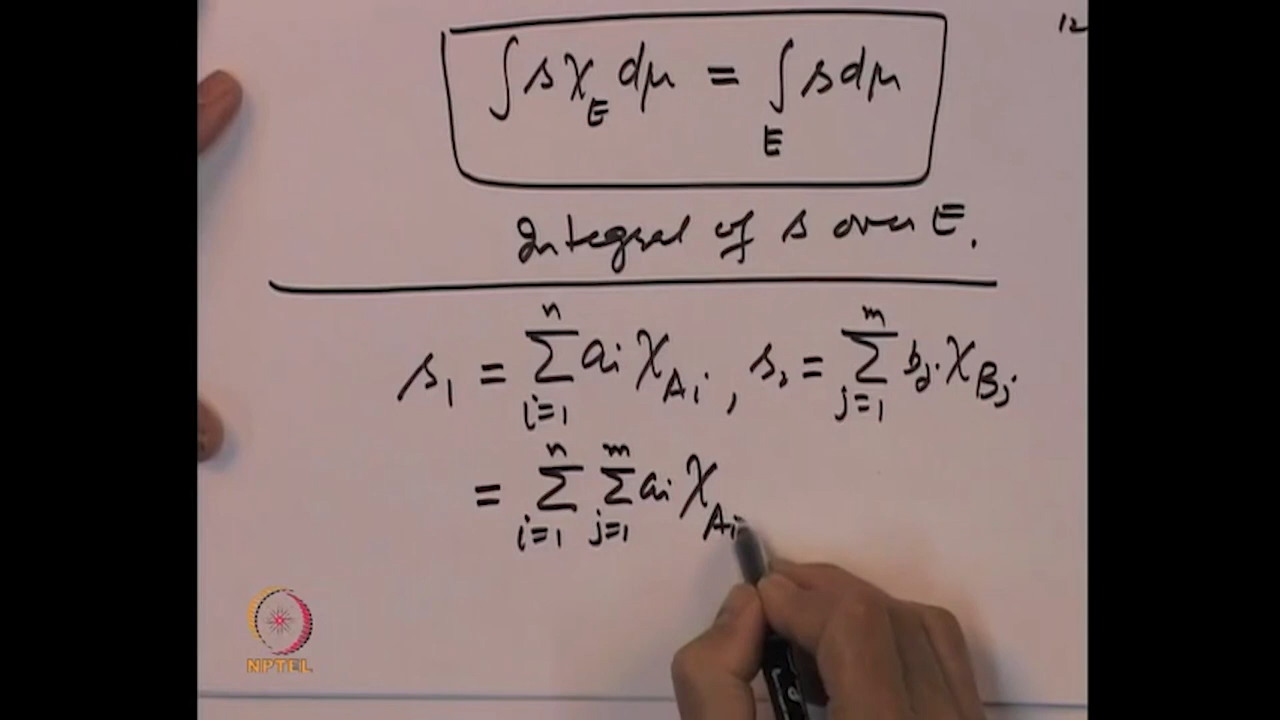 12
∫ s χ_E dμ = ∫_E s dμ
Integral of s over E.
s_1 = ∑_{i=1}^{n} a_i χ_{A_i} , s_2 = ∑_{j=1}^{m} b_j χ_{B_j}
= ∑_{i=1}^{n} ∑_{j=1}^{m} a_i χ_{A_i}
NPTEL